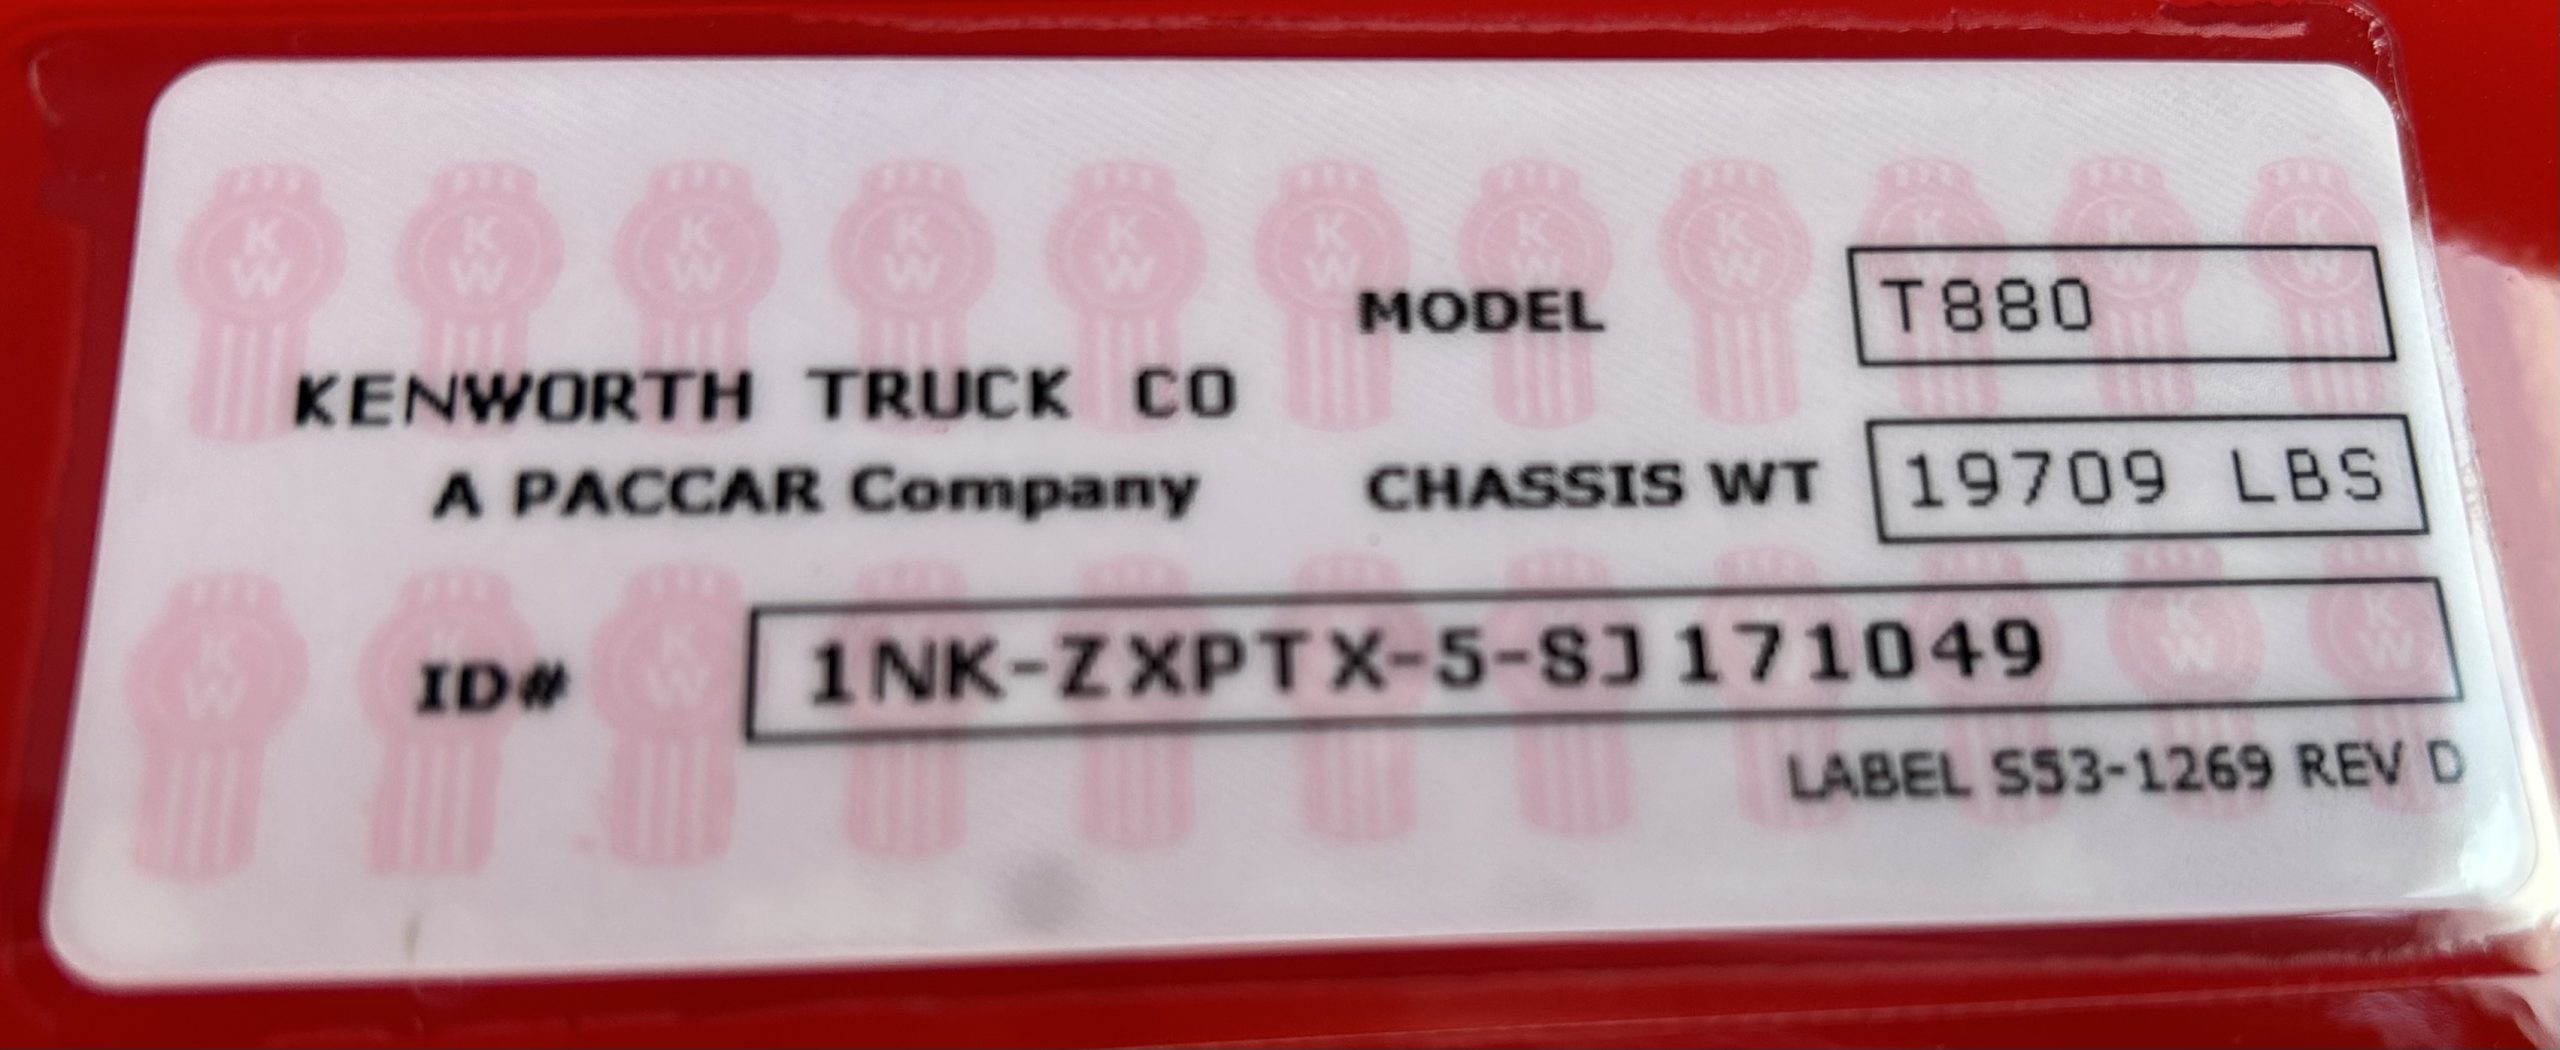 MODEL T880
KENWORTH TRUCK CO
A PACCAR Company
CHASSIS WT 19709 LBS
ID# 1NK-ZXPTX-5-SJ171049
LABEL S53-1269 REV D